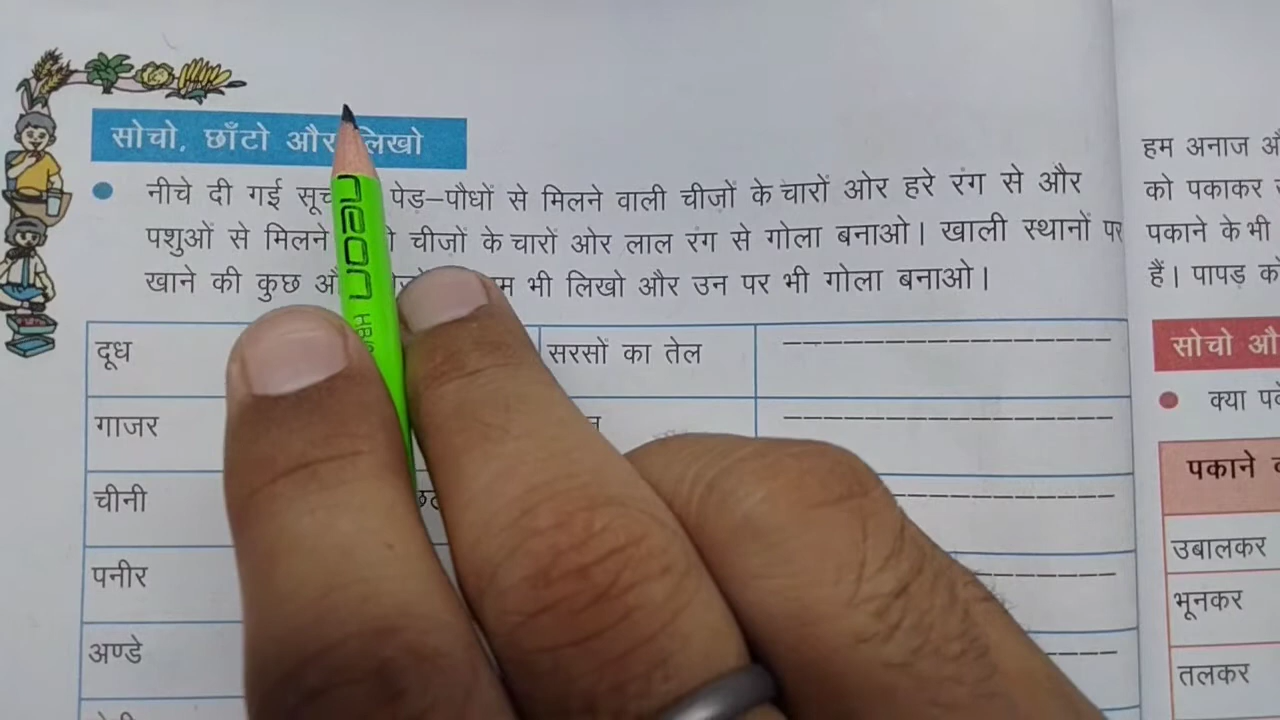 सोचो, छाँटो और लिखो
नीचे दी गई पेड़–पौधों से मिलने वाली चीज़ों के चारों ओर हरे रंग से और
पशुओं से मिलने चीज़ों के चारों ओर लाल रंग से गोला बनाओ। खाली स्थानों पर
खाने की कुछ भी लिखो और उन पर भी गोला बनाओ।
दूध
सरसों का तेल
गाजर
चीनी
पनीर
अण्डे
neon
हम अनाज
को पकाकर
पकाने के भी
हैं। पापड़
सोचो
क्या
पकाने
उबालकर
भूनकर
तलकर